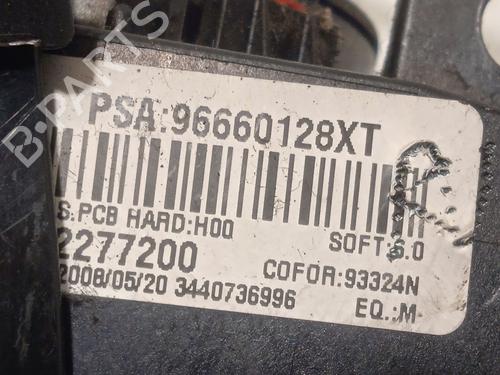 B-PARTS
PSA:96660128XT
S.PCB HARD:H00
SOFT:6.0
2277200
COFOR:93324N
2008/05/20 3440736996
EQ.:M